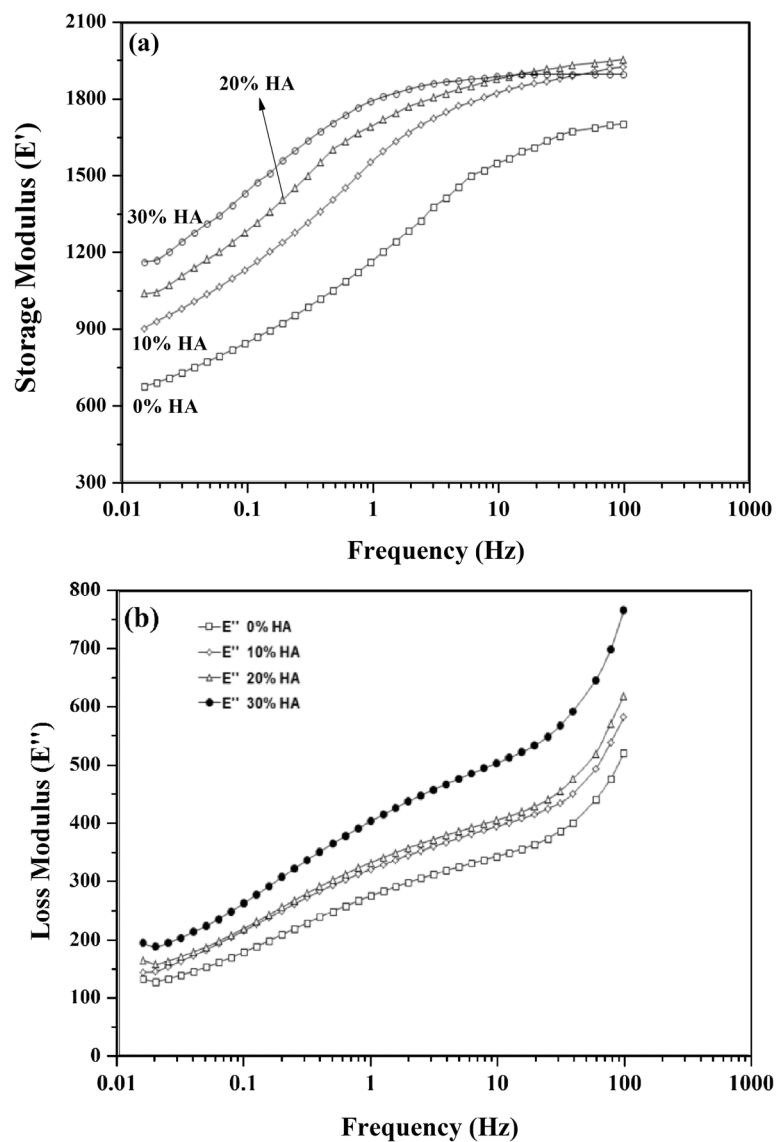 (a)
2100
1800
1500
1200
900
600
300
Storage Modulus (E')
20% HA
30% HA
10% HA
0% HA
0.01
0.1
1
10
100
1000
Frequency (Hz)
(b)
800
700
600
500
400
300
200
100
0
Loss Modulus (E'')
E'' 0% HA
E'' 10% HA
E'' 20% HA
E'' 30% HA
0.01
0.1
1
10
100
1000
Frequency (Hz)